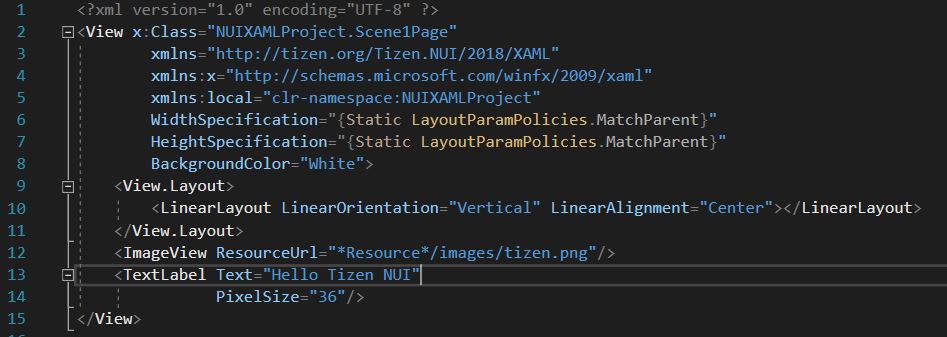 1 <?xml version="1.0" encoding="UTF-8" ?>
2 <View x:Class="NUIXAMLProject.Scene1Page"
3 xmlns="http://tizen.org/Tizen.NUI/2018/XAML"
4 xmlns:x="http://schemas.microsoft.com/winfx/2009/xaml"
5 xmlns:local="clr-namespace:NUIXAMLProject"
6 WidthSpecification="{Static LayoutParamPolicies.MatchParent}"
7 HeightSpecification="{Static LayoutParamPolicies.MatchParent}"
8 BackgroundColor="White">
9 <View.Layout>
10 <LinearLayout LinearOrientation="Vertical" LinearAlignment="Center"></LinearLayout>
11 </View.Layout>
12 <ImageView ResourceUrl="*Resource*/images/tizen.png"/>
13 <TextLabel Text="Hello Tizen NUI"
14 PixelSize="36"/>
15 </View>